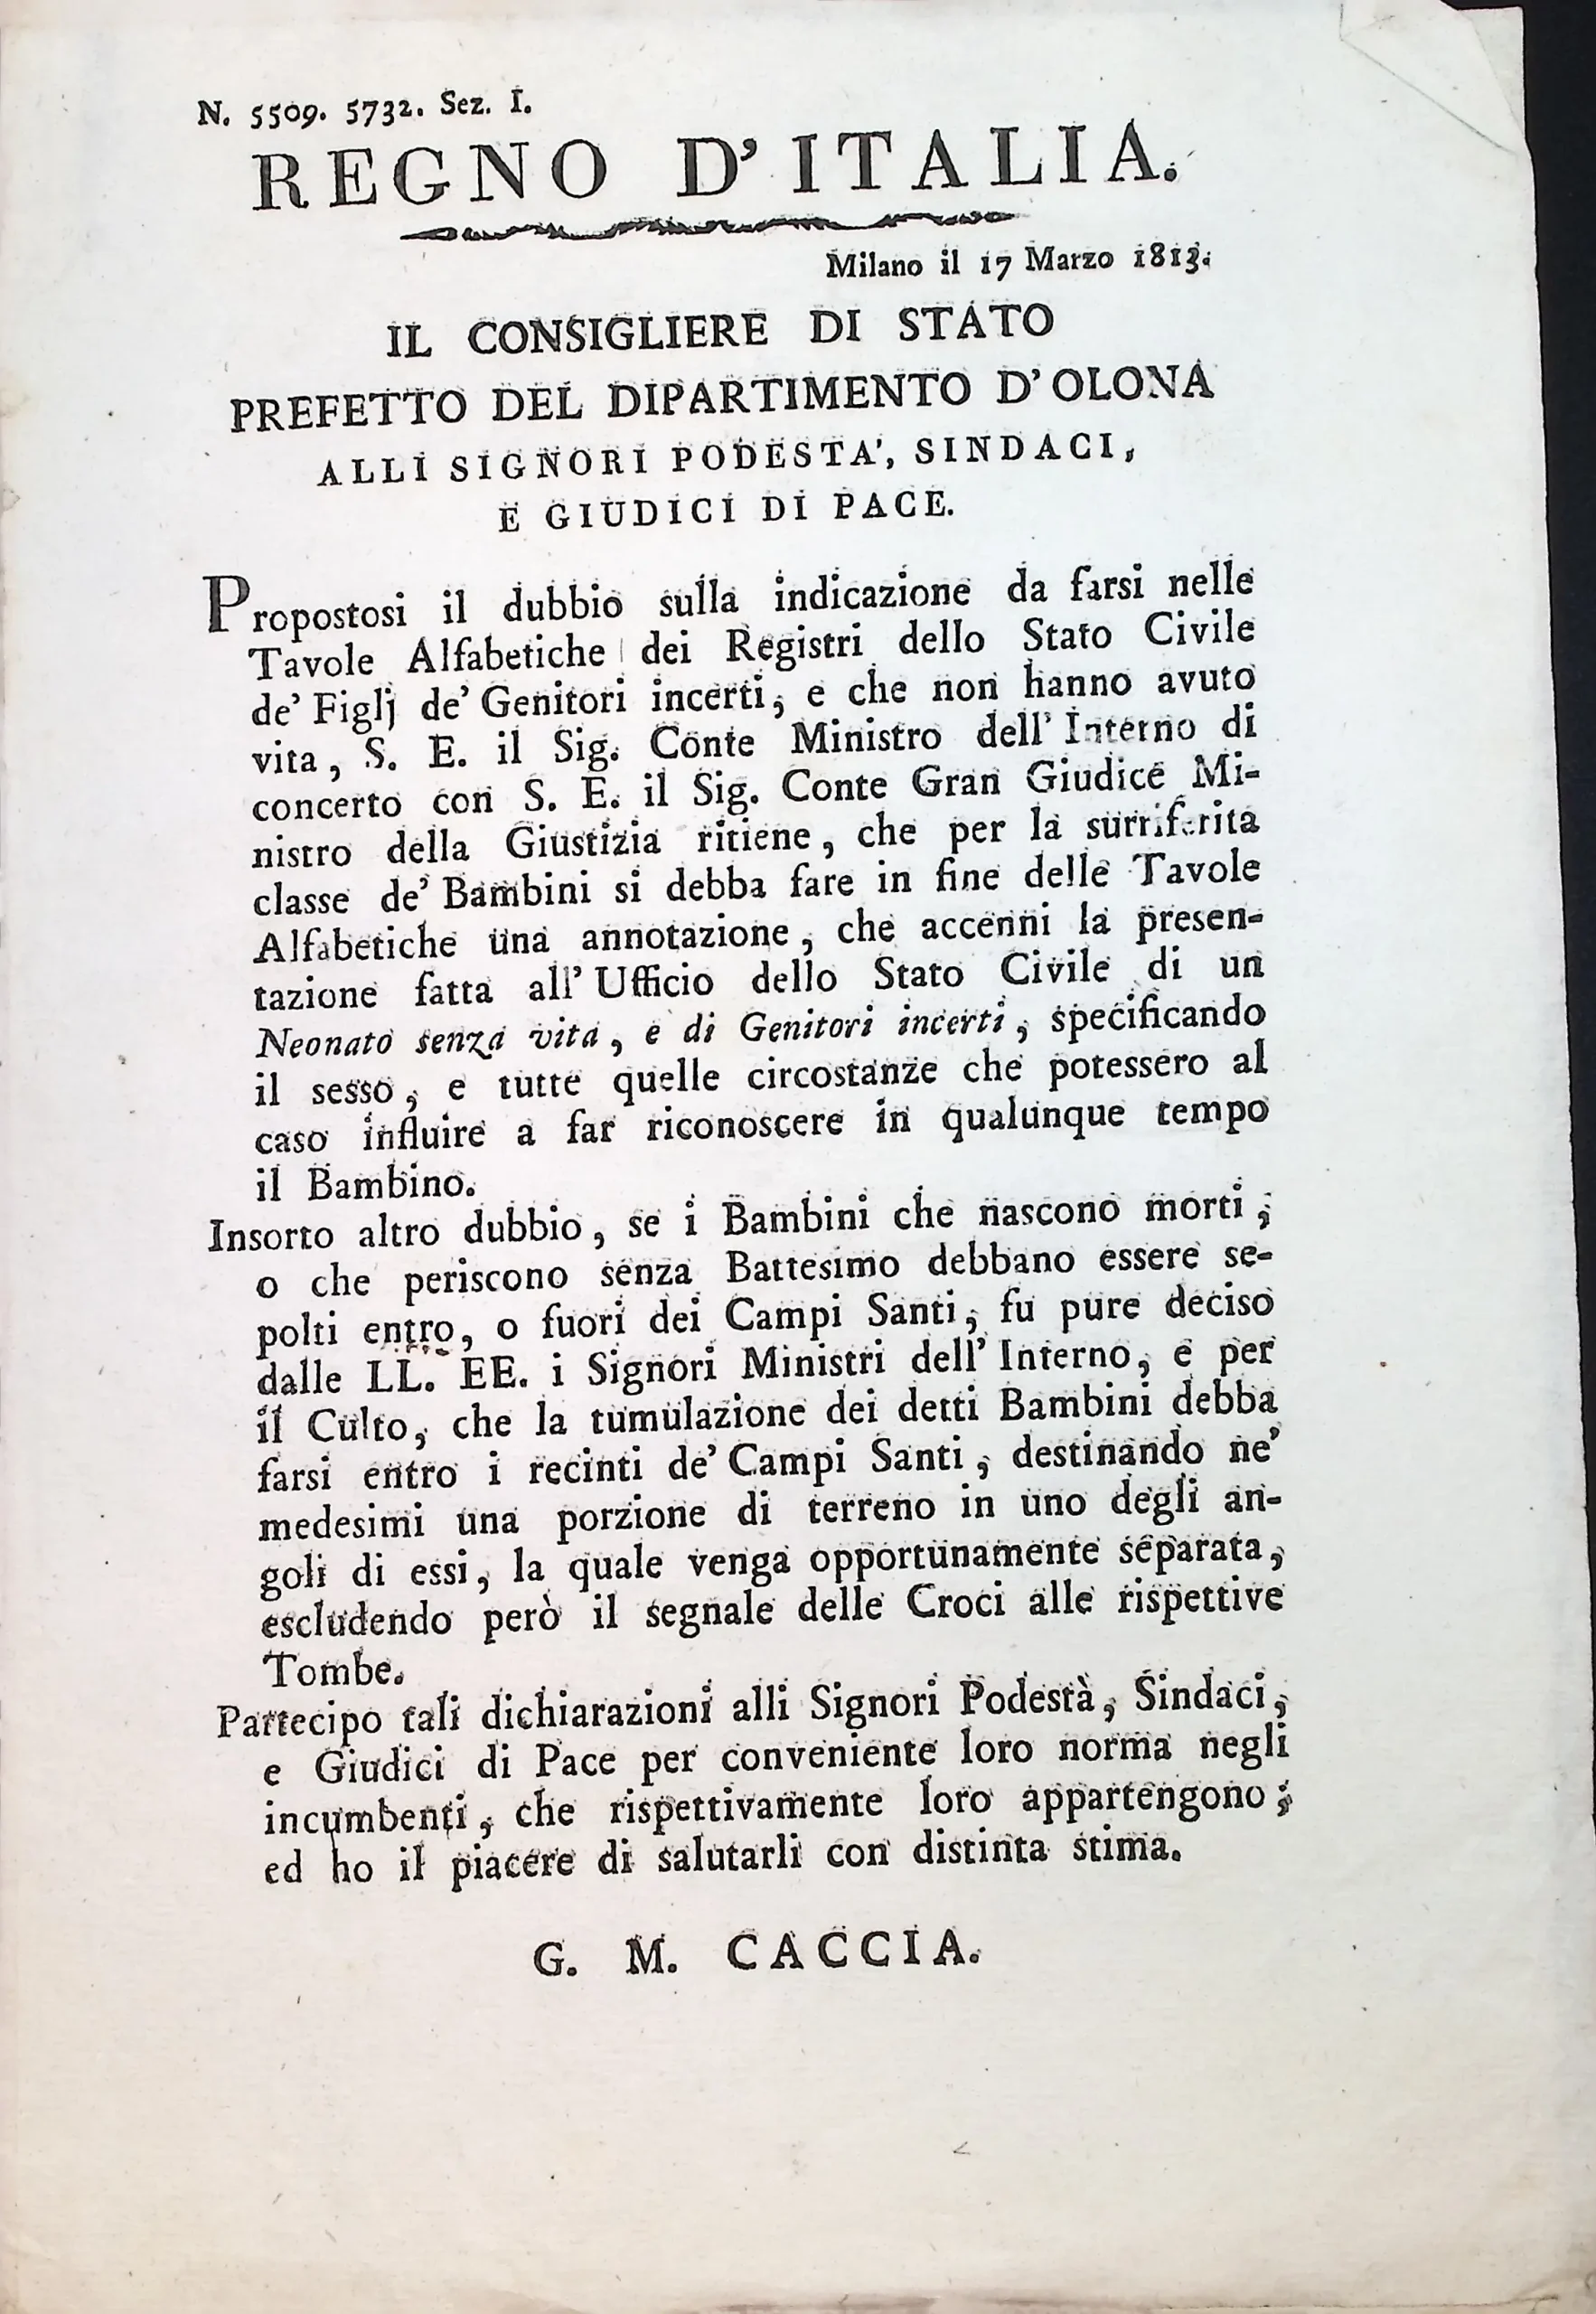 N. 5509. 5732. Sez. I.
REGNO D' ITALIA.
Milano il 17 Marzo 1813.
IL CONSIGLIERE DI STATO
PREFETTO DEL DIPARTIMENTO D' OLONA
ALLI SIGNORI PODESTA', SINDACI,
E GIUDICI DI PACE.
Propostosi il dubbio sulla indicazione da farsi nelle
Tavole Alfabetiche dei Registri dello Stato Civile
de' Figlj de' Genitori incerti, e che non hanno avuto
vita, S. E. il Sig. Conte Ministro dell' Interno di
concerto con S. E. il Sig. Conte Gran Giudice Mi-
nistro della Giustizia ritiene, che per la surriferita
classe de' Bambini si debba fare in fine delle Tavole
Alfabetiche una annotazione, che accenni la presen-
tazione fatta all' Ufficio dello Stato Civile di un
Neonato senza vita, e di Genitori incerti, specificando
il sesso, e tutte quelle circostanze che potessero al
caso influire a far riconoscere in qualunque tempo
il Bambino.
Insorto altro dubbio, se i Bambini che nascono morti,
o che periscono senza Battesimo debbano essere se-
polti entro, o fuori dei Campi Santi, fu pure deciso
dalle LL. EE. i Signori Ministri dell' Interno, e per
il Culto, che la tumulazione dei detti Bambini debba
farsi entro i recinti de' Campi Santi, destinando ne'
medesimi una porzione di terreno in uno degli an-
goli di essi, la quale venga opportunamente separata,
escludendo però il segnale delle Croci alle rispettive
Tombe.
Partecipo tali dichiarazioni alli Signori Podestà, Sindaci,
e Giudici di Pace per conveniente loro norma negli
incumbenti, che rispettivamente loro appartengono;
ed ho il piacere di salutarli con distinta stima.
G. M. CACCIA.